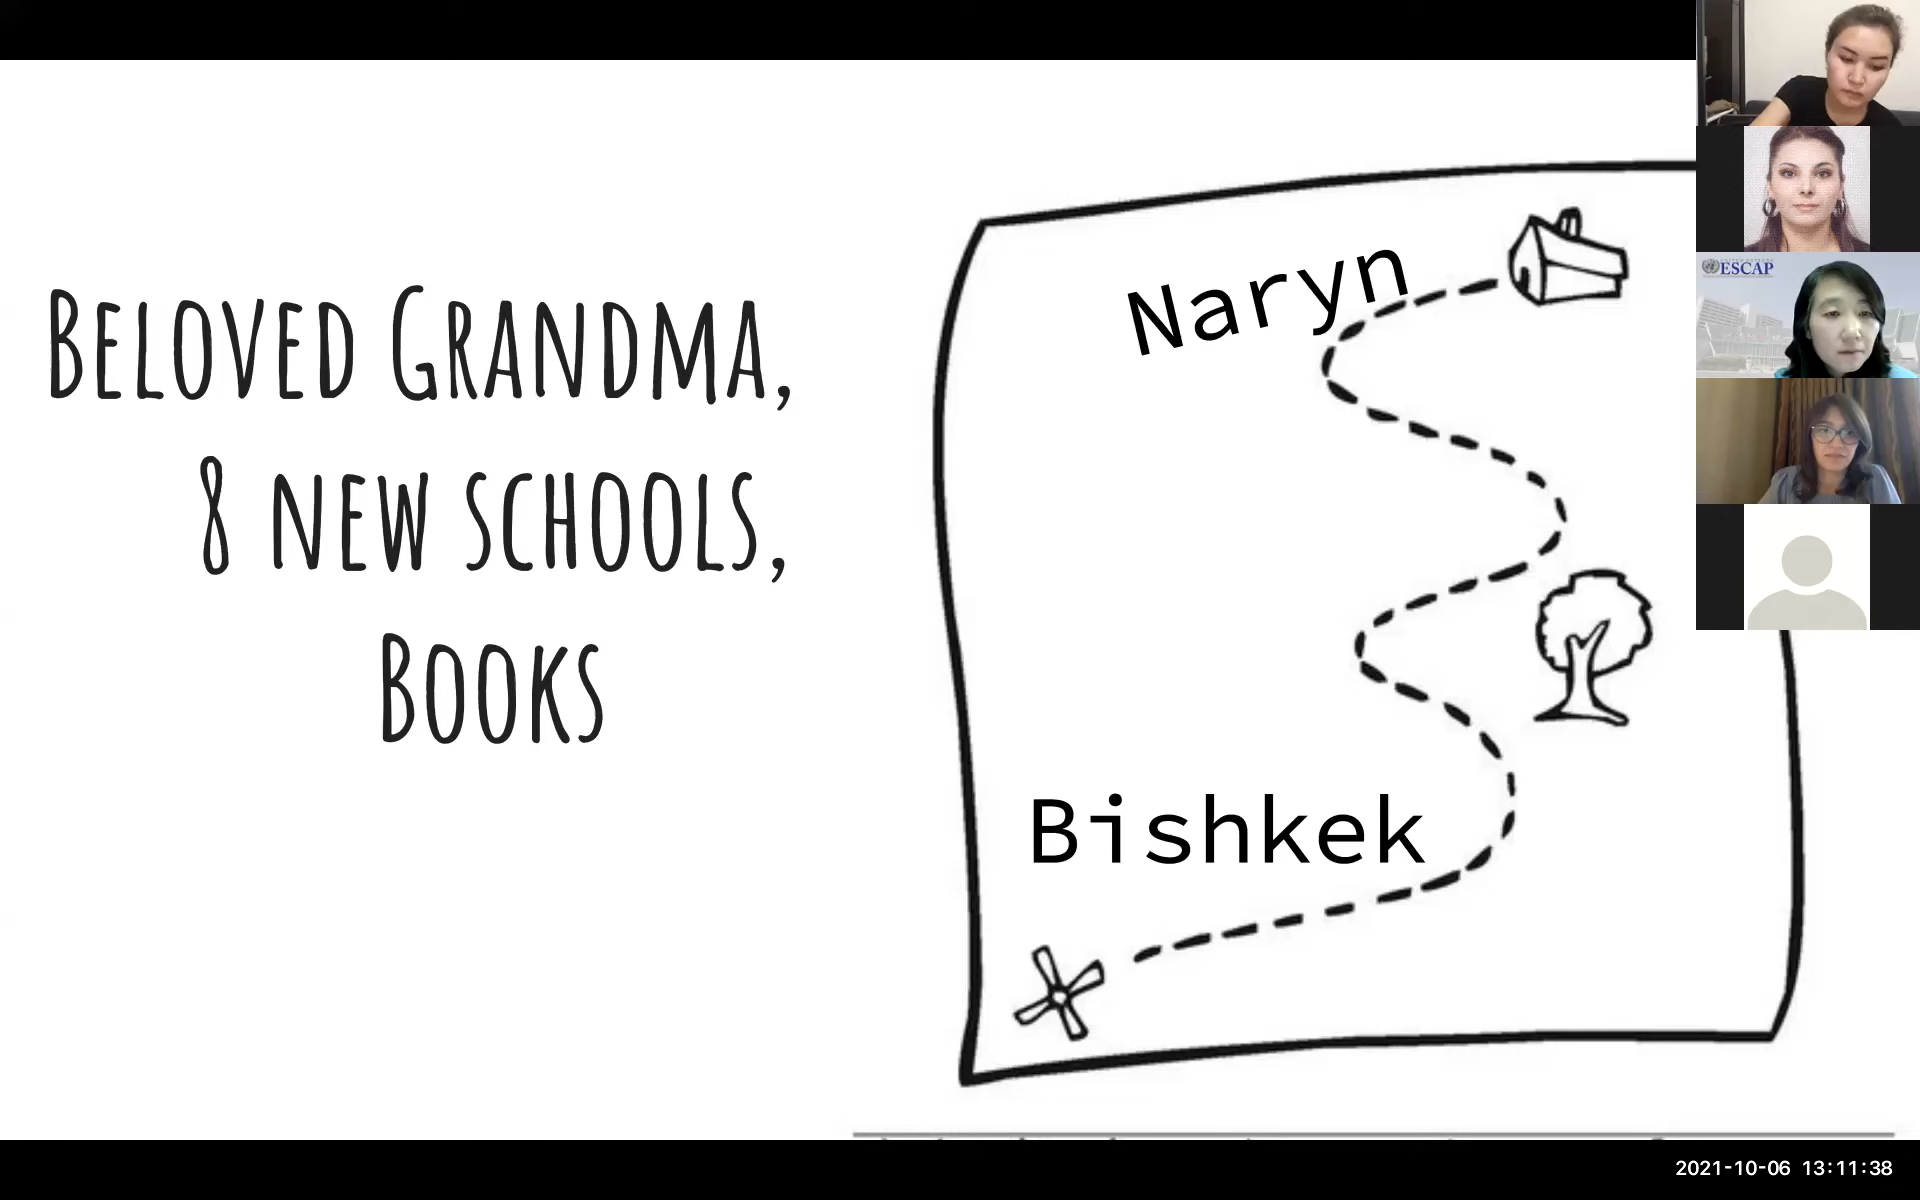 BELOVED GRANDMA,
8 NEW SCHOOLS,
BOOKS
Naryn
Bishkek
ESCAP
2021-10-06 13:11:38